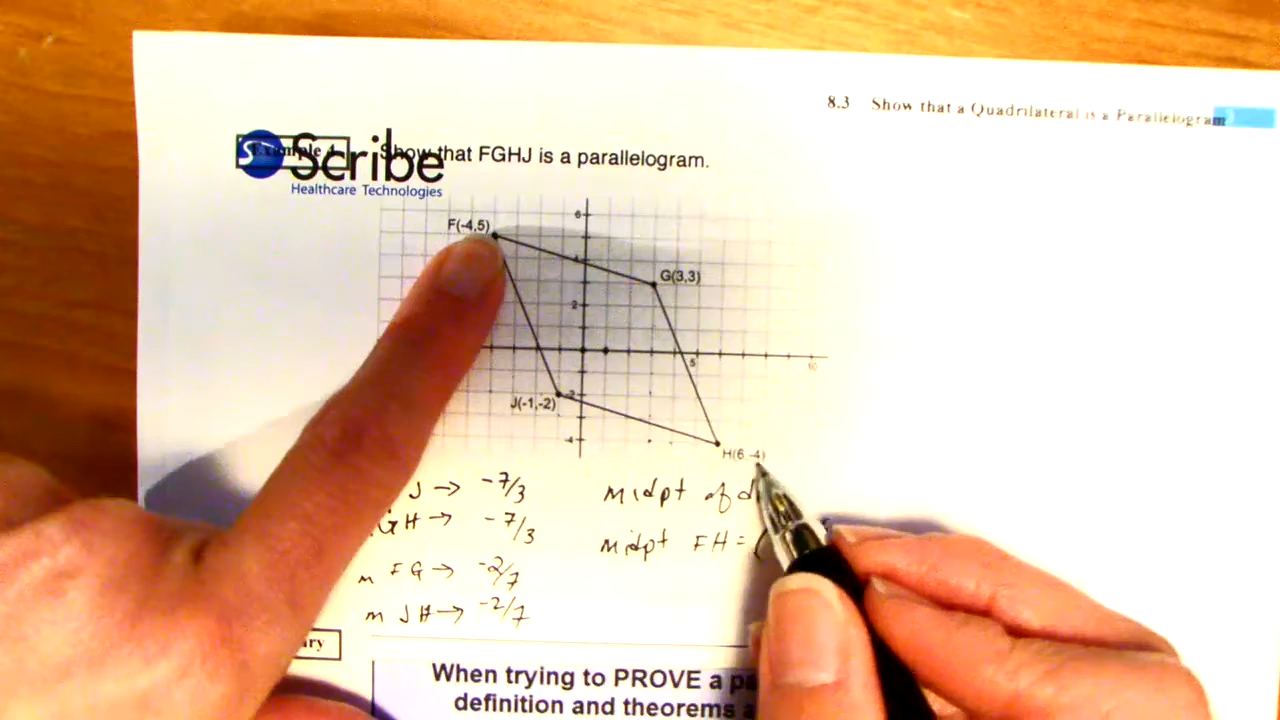 8.3 Show that a Quadrilateral is a Parallelogram
Example 4
Scribe
Healthcare Technologies
Show that FGHJ is a parallelogram.
6
F(-4,5)
4
G(3,3)
2
5
10
J(-1,-2)
-2
-4
H(6,-4)
J → -7/3
GH → -7/3
m FG → -2/7
m JH → -2/7
midpt of
midpt FH = (
When trying to PROVE a
definition and theorems